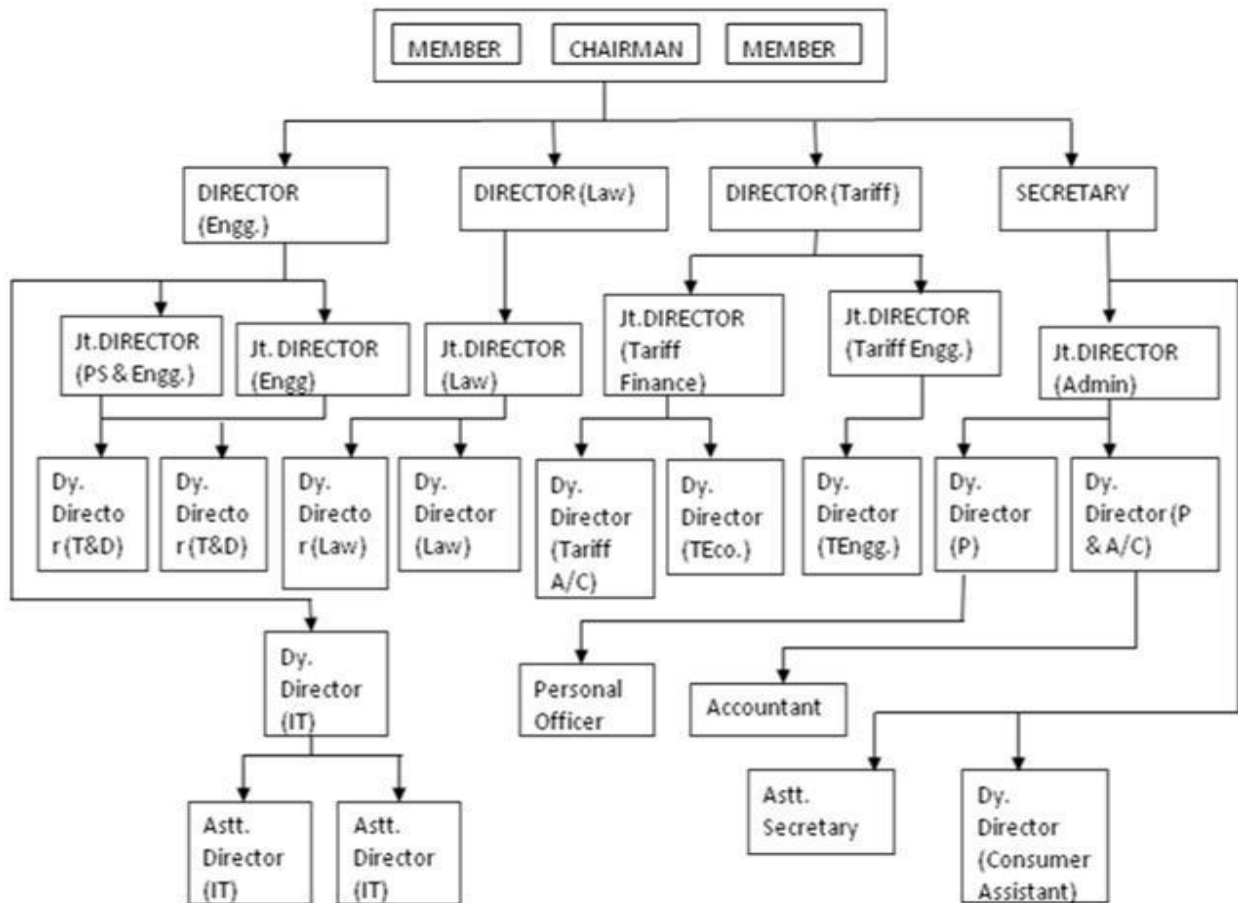 MEMBER
CHAIRMAN
MEMBER
DIRECTOR
(Engg.)
DIRECTOR (Law)
DIRECTOR (Tariff)
SECRETARY
Jt.DIRECTOR
(PS & Engg.)
Jt. DIRECTOR
(Engg)
Jt.DIRECTOR
(Law)
Jt.DIRECTOR
(Tariff
Finance)
Jt.DIRECTOR
(Tariff Engg.)
Jt.DIRECTOR
(Admin)
Dy.
Directo
r (T&D)
Dy.
Directo
r (T&D)
Dy.
Directo
r (Law)
Dy.
Director
(Law)
Dy.
Director
(Tariff
A/C)
Dy.
Director
(TEco.)
Dy.
Director
(TEngg.)
Dy.
Director
(P)
Dy.
Director (P
& A/C)
Dy.
Director
(IT)
Personal
Officer
Accountant
Astt.
Director
(IT)
Astt.
Director
(IT)
Astt.
Secretary
Dy.
Director
(Consumer
Assistant)